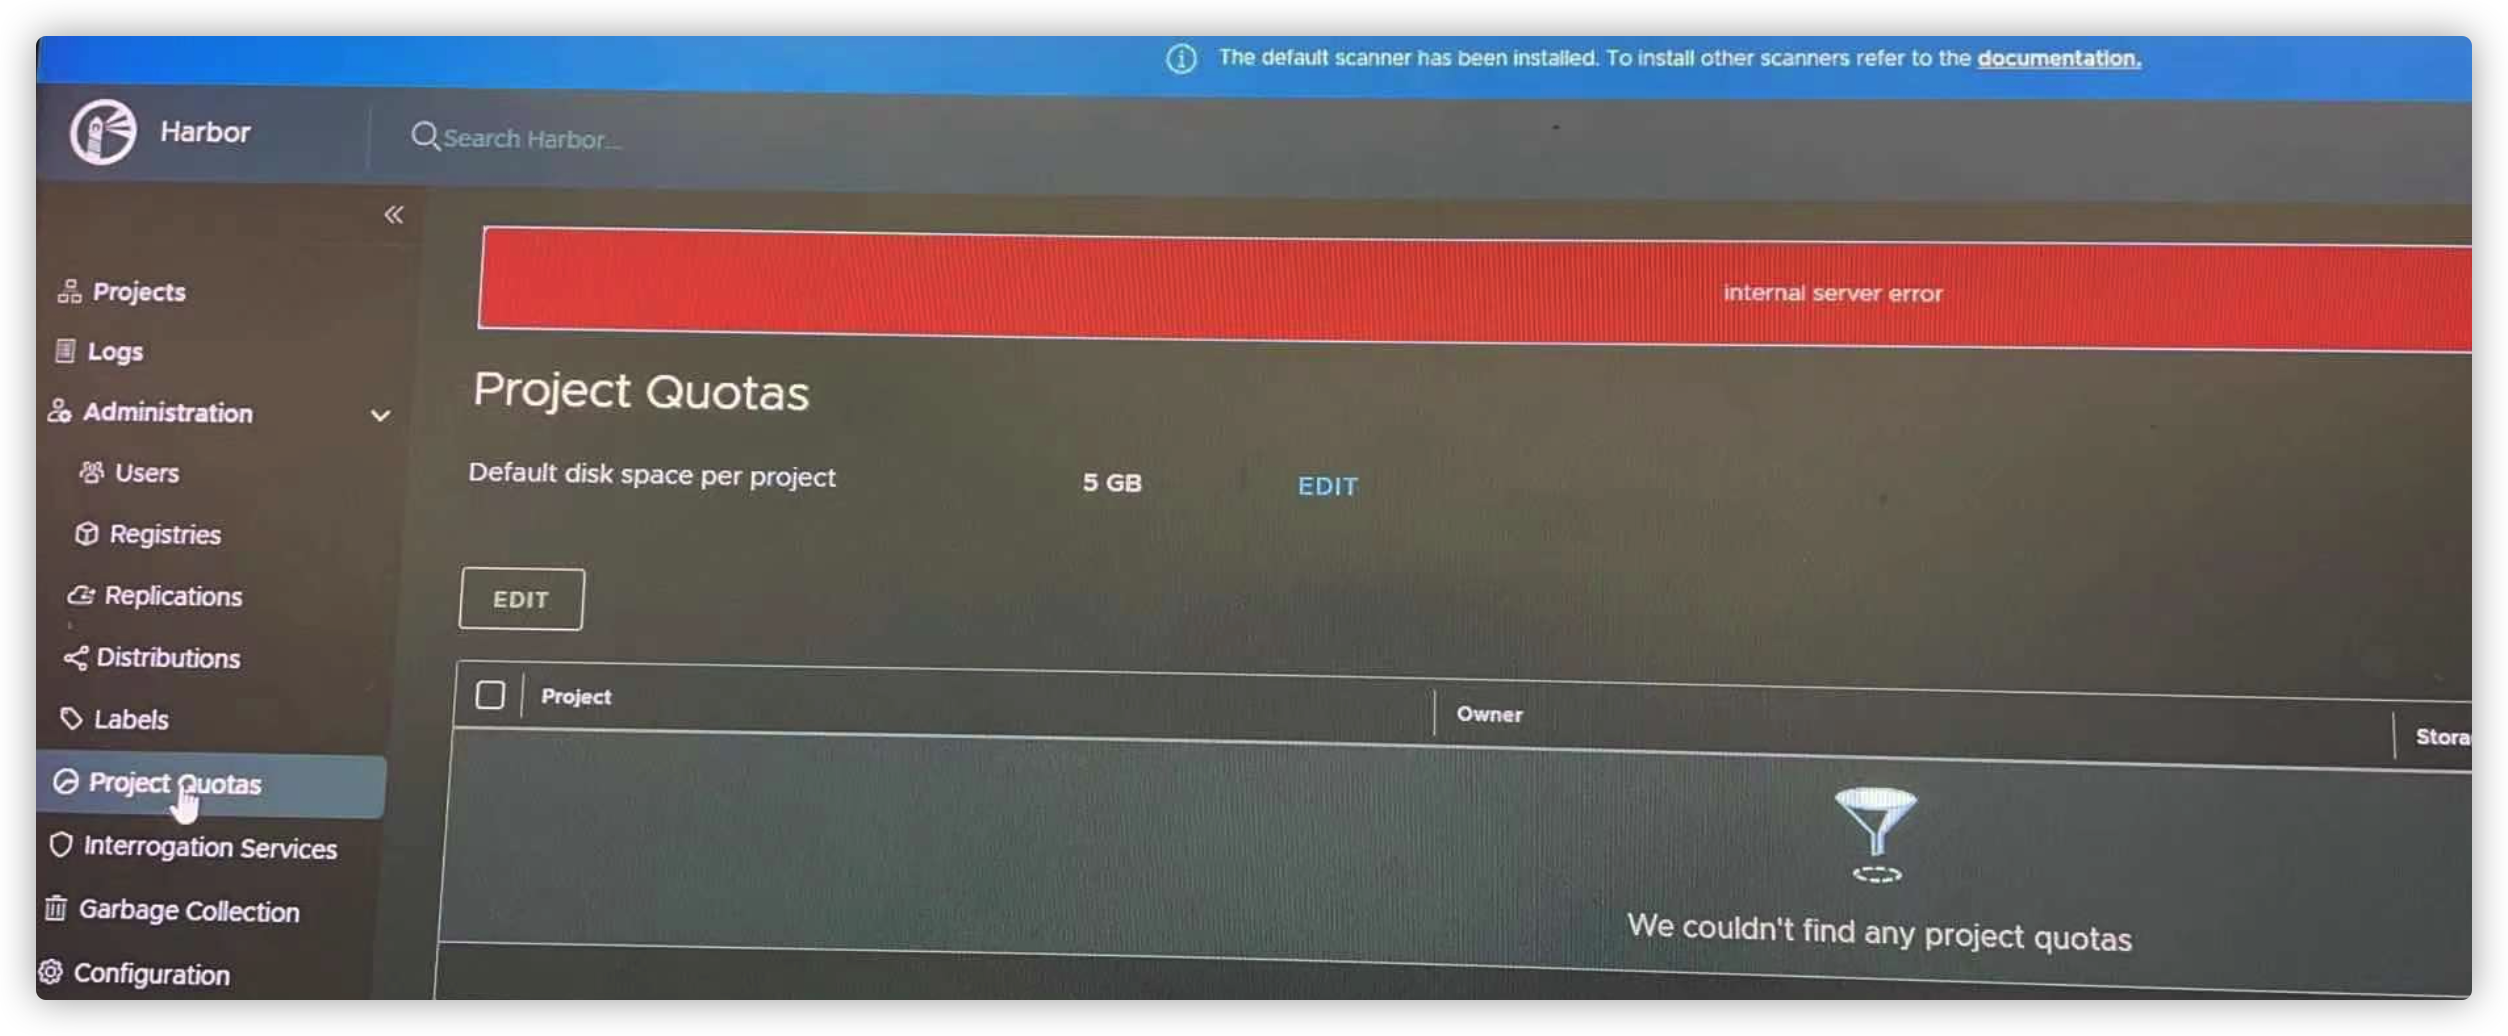 The default scanner has been installed. To install other scanners refer to the documentation.
Harbor
Search Harbor...
Projects
Logs
Administration
Users
Registries
Replications
Distributions
Labels
Project Quotas
Interrogation Services
Garbage Collection
Configuration
internal server error
Project Quotas
Default disk space per project 5 GB EDIT
EDIT
Project Owner Stora
We couldn't find any project quotas